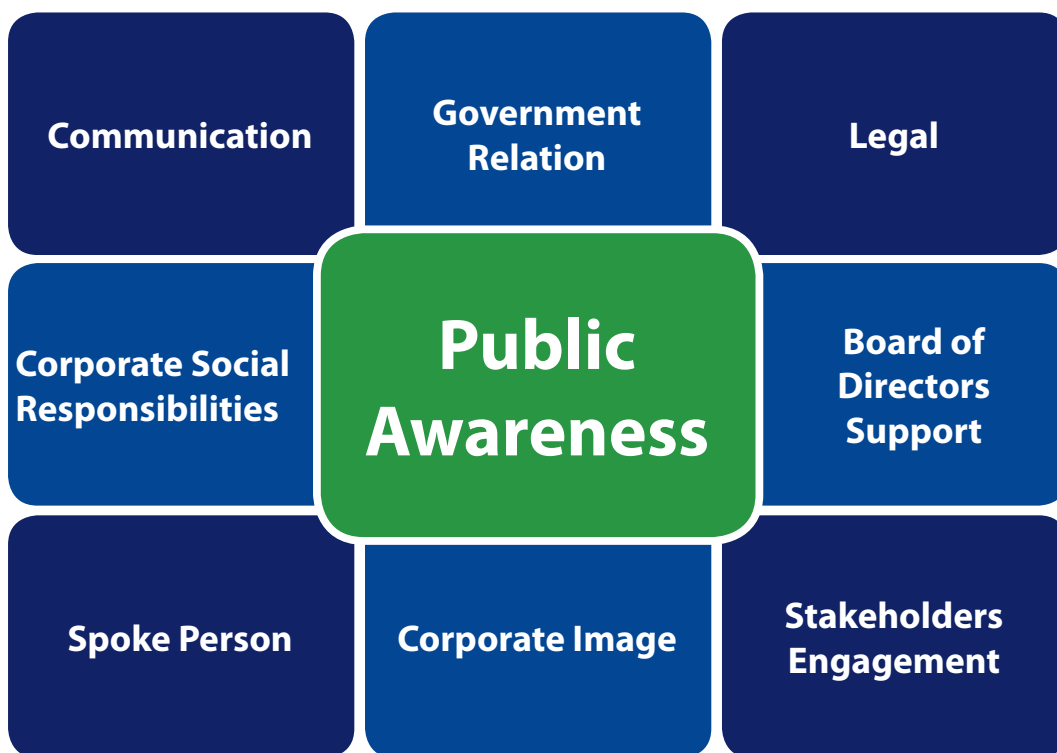 Communication
Government
Relation
Legal
Corporate Social
Responsibilities
Public
Awareness
Board of
Directors
Support
Spoke Person
Corporate Image
Stakeholders
Engagement